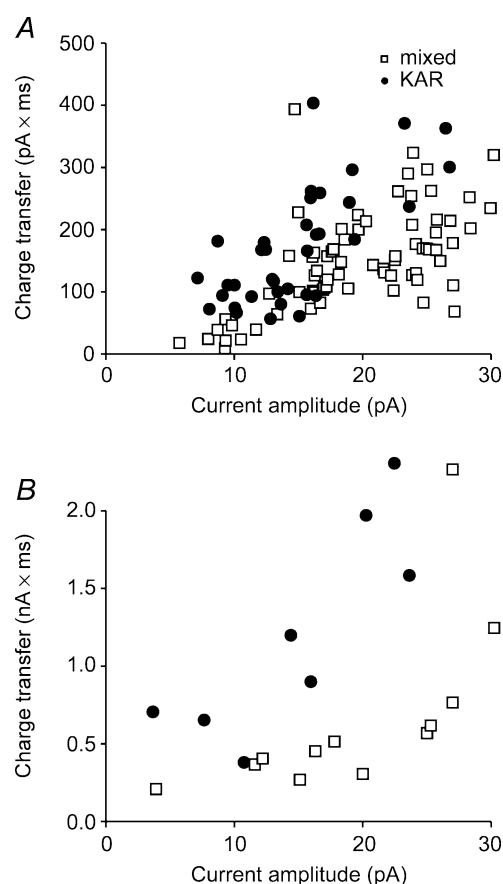 A
500
400
300
200
100
0
Charge transfer (pA × ms)
□ mixed
● KAR
0 10 20 30
Current amplitude (pA)
B
2.0
1.5
1.0
0.5
0.0
Charge transfer (nA × ms)
0 10 20 30
Current amplitude (pA)